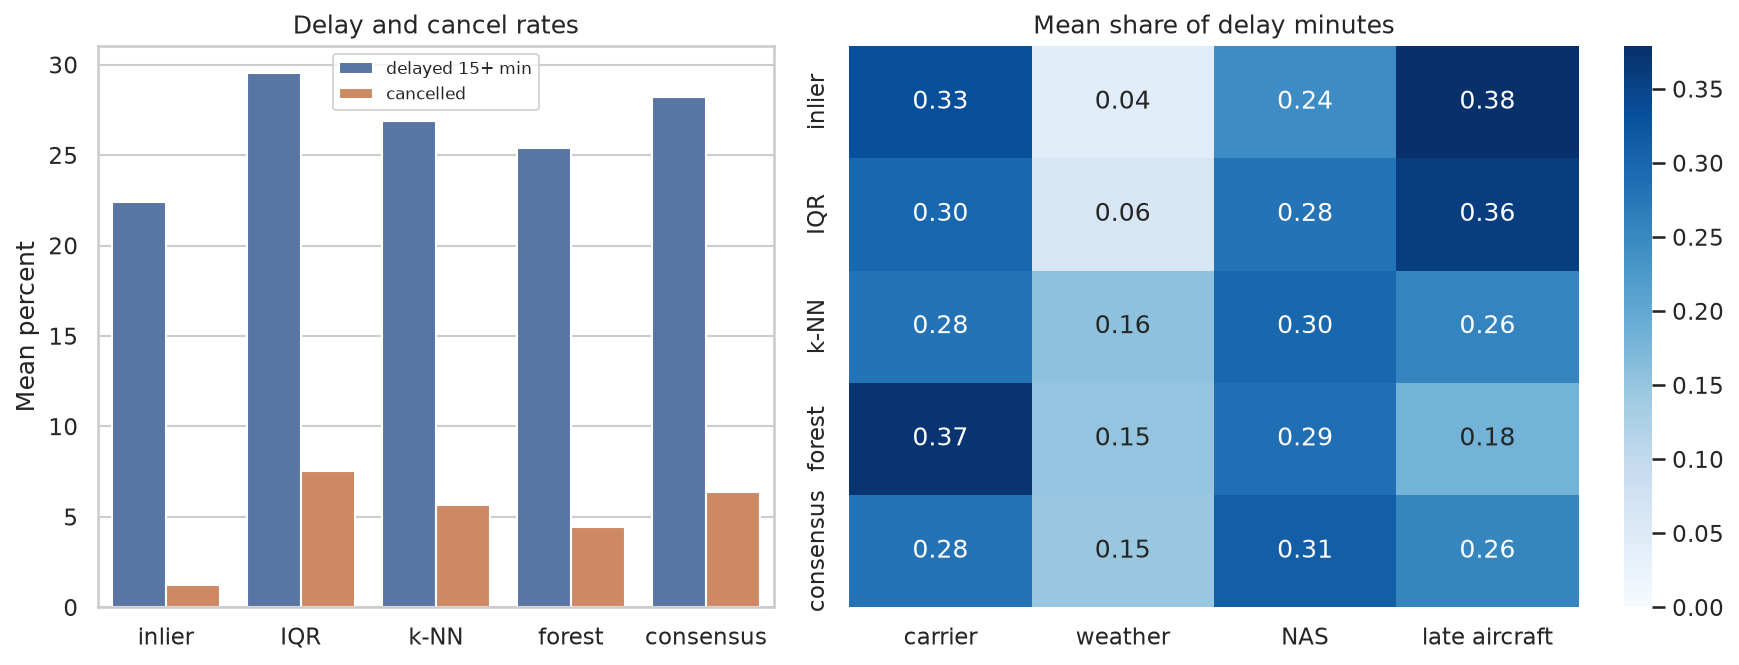 Delay and cancel rates
Mean percent
30
25
20
15
10
5
0
delayed 15+ min
cancelled
inlier
IQR
k-NN
forest
consensus
Mean share of delay minutes
inlier
0.33 0.04 0.24 0.38
IQR
0.30 0.06 0.28 0.36
k-NN
0.28 0.16 0.30 0.26
forest
0.37 0.15 0.29 0.18
consensus
0.28 0.15 0.31 0.26
carrier
weather
NAS
late aircraft
0.35
0.30
0.25
0.20
0.15
0.10
0.05
0.00